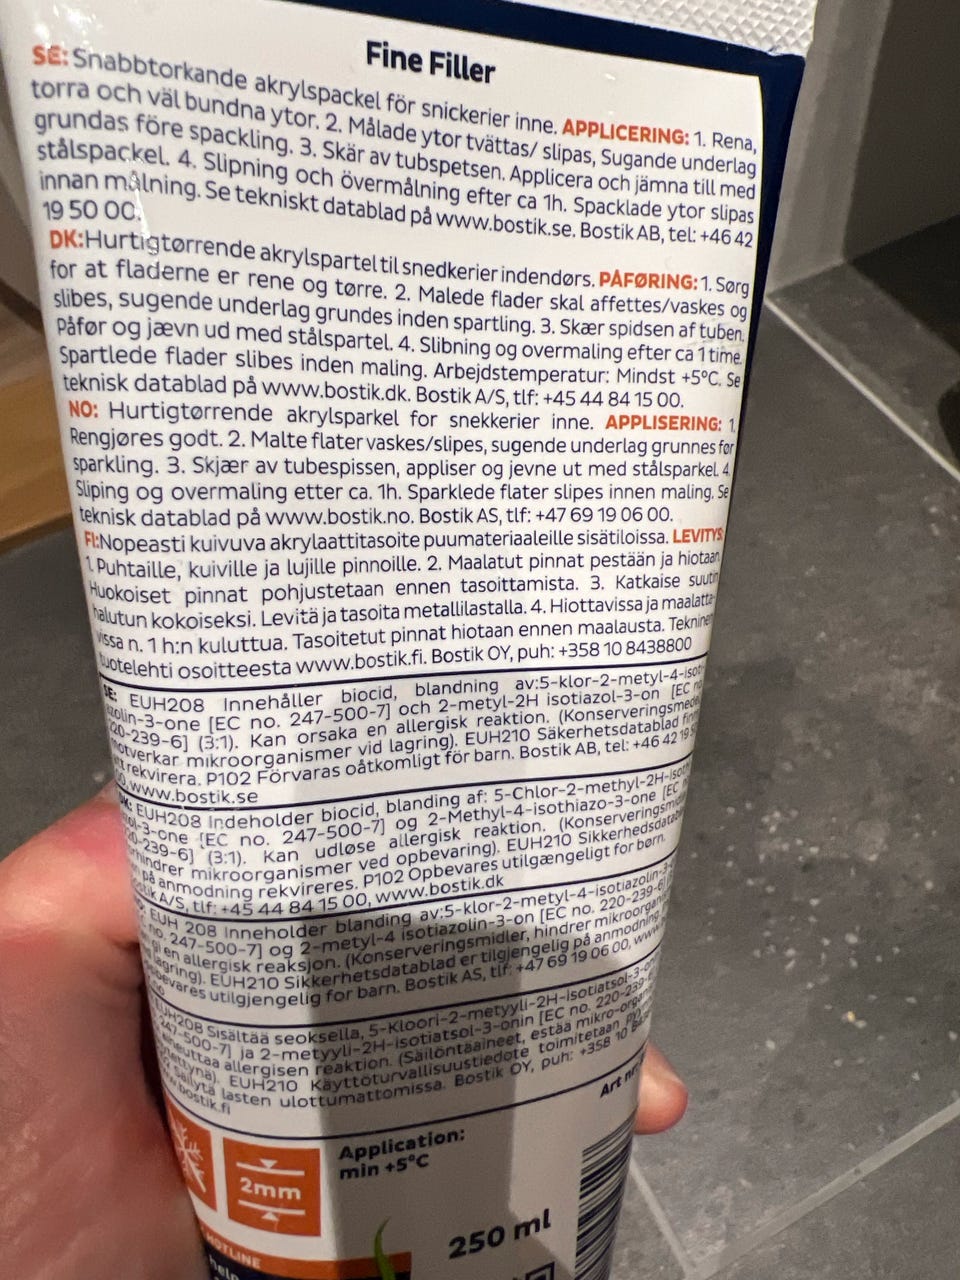 Fine Filler
SE: Snabbtorkande akrylspackel för snickerier inne. APPLICERING: 1. Rena,
torra och väl bundna ytor. 2. Målade ytor tvättas/ slipas, Sugande underlag
grundas före spackling. 3. Skär av tubspetsen. Applicera och jämna till med
stålspackel. 4. Slipning och övermålning efter ca 1h. Spacklade ytor slipas
innan målning. Se tekniskt datablad på www.bostik.se. Bostik AB, tel: +46 42
19 50 00.
DK:Hurtigtørrende akrylspartel til snedkerier indendørs. PÅFØRING: 1. Sørg
for at fladerne er rene og tørre. 2. Malede flader skal affettes/vaskes og
slibes, sugende underlag grundes inden spartling. 3. Skær spidsen af tuben.
Påfør og jævn ud med stålspartel. 4. Slibning og overmaling efter ca 1 time.
Spartlede flader slibes inden maling. Arbejdstemperatur: Mindst +5°C. Se
teknisk datablad på www.bostik.dk. Bostik A/S, tlf: +45 44 84 15 00.
NO: Hurtigtørrende akrylsparkel for snekkerier inne. APPLISERING: 1.
Rengjøres godt. 2. Malte flater vaskes/slipes, sugende underlag grunnes før
sparkling. 3. Skjær av tubespissen, appliser og jevne ut med stålsparkel. 4.
Sliping og overmaling etter ca. 1h. Sparklede flater slipes innen maling. Se
teknisk datablad på www.bostik.no. Bostik AS, tlf: +47 69 19 06 00.
FI:Nopeasti kuivuva akrylaattitasoite puumateriaaleille sisätiloissa. LEVITYS:
1. Puhtaille, kuiville ja lujille pinnoille. 2. Maalatut pinnat pestään ja hiotaan
Huokoiset pinnat pohjustetaan ennen tasoittamista. 3. Katkaise suutin
halutun kokoiseksi. Levitä ja tasoita metallilastalla. 4. Hiottavissa ja maalatta-
vissa n. 1 h:n kuluttua. Tasoitetut pinnat hiotaan ennen maalausta. Tekninen
tuotelehti osoitteesta www.bostik.fi. Bostik OY, puh: +358 10 8438800
SE: EUH208 Innehåller biocid, blandning av:5-klor-2-metyl-4-isot
azolin-3-one [EC no. 247-500-7] och 2-metyl-2H isotiazol-3-on [EC no
220-239-6] (3:1). Kan orsaka en allergisk reaktion. (Konserveringsmedel
motverkar mikroorganismer vid lagring). EUH210 Säkerhetsdatablad finns
rekvirera. P102 Förvaras oåtkomligt för barn. Bostik AB, tel: +46 42 19 5
www.bostik.se
DK: EUH208 Indeholder biocid, blanding af: 5-Chlor-2-methyl-2H-isoth
ol-3-one [EC no. 247-500-7] og 2-Methyl-4-isothiazo-3-one [EC
20-239-6] (3:1). Kan udløse allergisk reaktion. (Konserveringsmid
hindrer mikroorganismer ved opbevaring). EUH210 Sikkerhedsdatabl
på anmodning rekvireres. P102 Opbevares utilgængeligt for børn.
Bostik A/S, tlf: +45 44 84 15 00, www.bostik.dk
EUH 208 Inneholder blanding av:5-klor-2-metyl-4-isotiazolin-3
no. 247-500-7] og 2-metyl-4 isotiazolin-3-on [EC no. 220-239-6]
gi en allergisk reaksjon. (Konserveringsmidler, hindrer mikroorgan
lagring). EUH210 Sikkerhetsdatablad er tilgjengelig på anmodning
opbevares utilgjengelig for barn. Bostik AS, tlf: +47 69 19 06 00, www.
EUH208 Sisältää seoksella, 5-Kloori-2-metyyli-2H-isotiatsol-3-o
247-500-7] ja 2-metyyli-2H-isotiatsol-3-onin [EC no. 220-239-
aiheuttaa allergisen reaktion. (Säilöntäaineet, estää mikro-organ
EUH210 Käyttöturvallisuustiedote toimitetaan
Säilytä lasten ulottumattomissa. Bostik OY, puh: +358 10
www.bostik.fi
Art nr
Application:
min +5°C
2mm
250 ml
HOTLINE